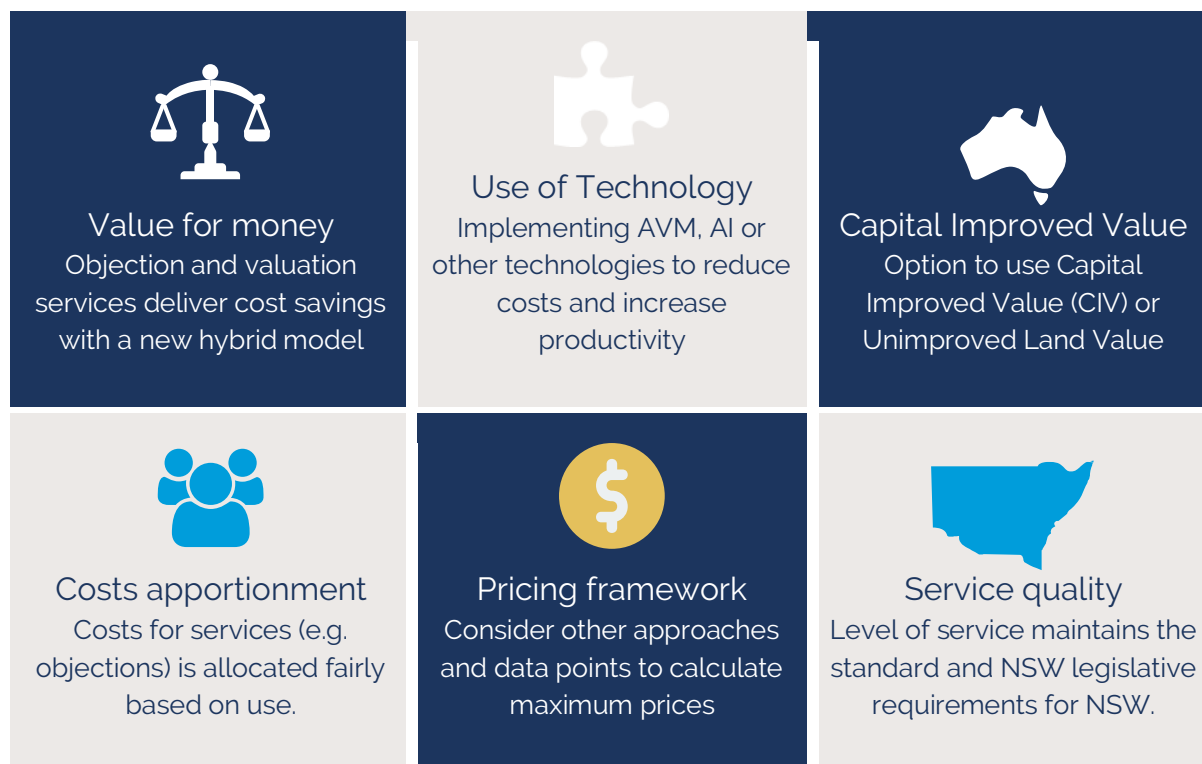 Value for money
Objection and valuation
services deliver cost savings
with a new hybrid model
Use of Technology
Implementing AVM, AI or
other technologies to reduce
costs and increase
productivity
Capital Improved Value
Option to use Capital
Improved Value (CIV) or
Unimproved Land Value
Costs apportionment
Costs for services (e.g.
objections) is allocated fairly
based on use.
$
Pricing framework
Consider other approaches
and data points to calculate
maximum prices
Service quality
Level of service maintains the
standard and NSW legislative
requirements for NSW.